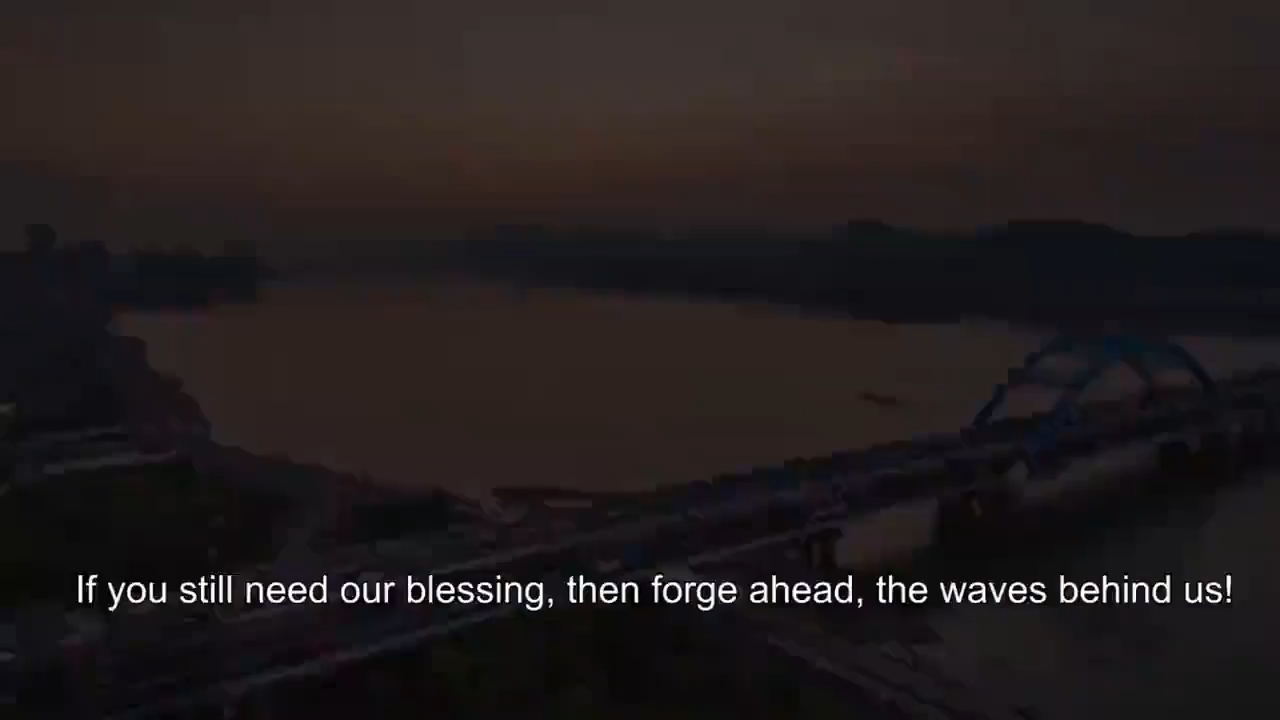 If you still need our blessing, then forge ahead, the waves behind us!